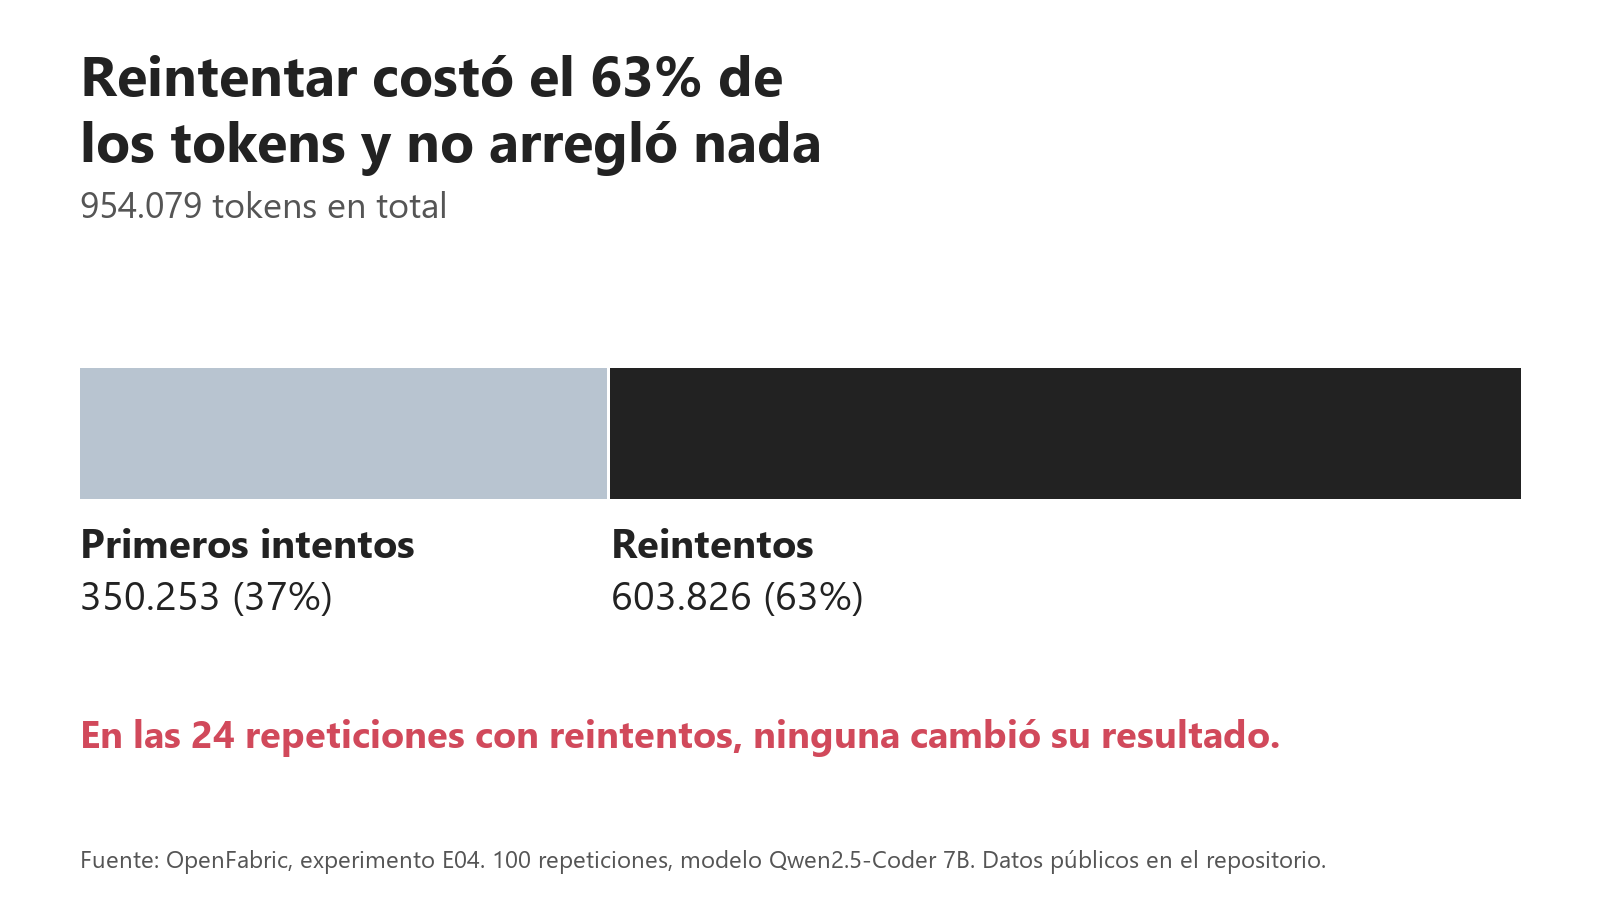 Reintentar costó el 63% de
los tokens y no arregló nada
954.079 tokens en total
Primeros intentos
350.253 (37%)
Reintentos
603.826 (63%)
En las 24 repeticiones con reintentos, ninguna cambió su resultado.
Fuente: OpenFabric, experimento E04. 100 repeticiones, modelo Qwen2.5-Coder 7B. Datos públicos en el repositorio.